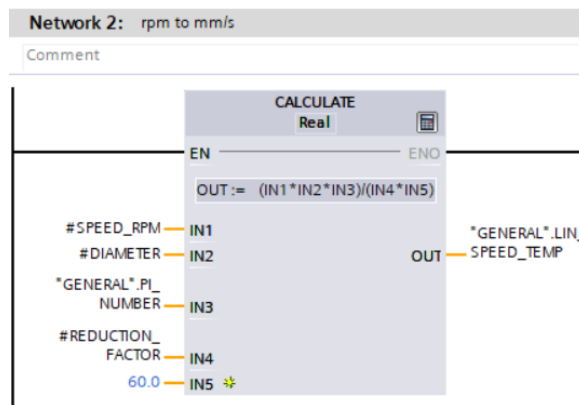 Network 2: rpm to mm/s
Comment
CALCULATE
Real
EN ENO
OUT := (IN1*IN2*IN3)/(IN4*IN5)
#SPEED_RPM IN1
#DIAMETER IN2
"GENERAL".PI_
NUMBER IN3
#REDUCTION_
FACTOR IN4
60.0 IN5
"GENERAL".LIN_
OUT SPEED_TEMP